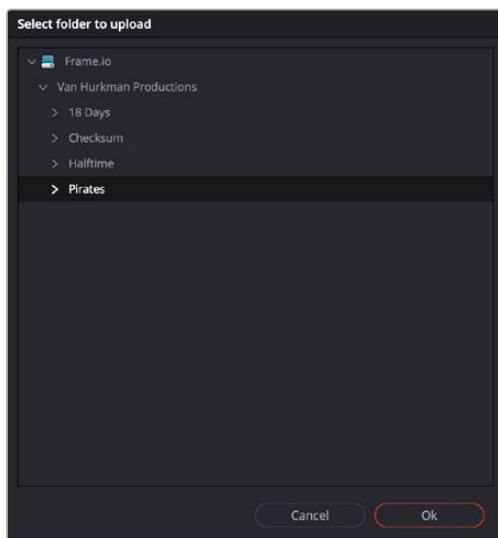 Select folder to upload
Frame.io
Van Hurkman Productions
18 Days
Checksum
Halftime
Pirates
Cancel
Ok